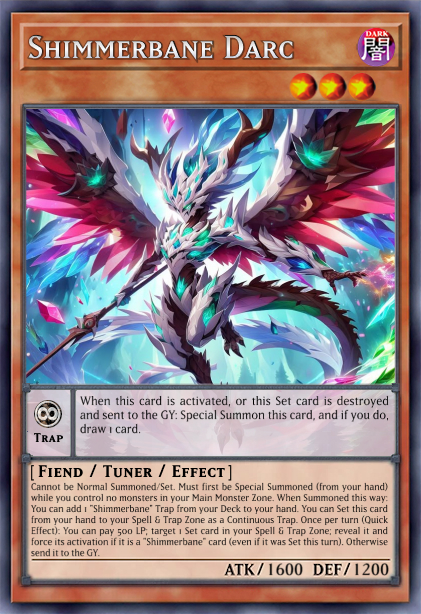 Shimmerbane Darc
DARK
闇
When this card is activated, or this Set card is destroyed
and sent to the GY: Special Summon this card, and if you do,
draw 1 card.
Trap
[ Fiend / Tuner / Effect ]
Cannot be Normal Summoned/Set. Must first be Special Summoned (from your hand)
while you control no monsters in your Main Monster Zone. When Summoned this way:
You can add 1 "Shimmerbane" Trap from your Deck to your hand. You can Set this card
from your hand to your Spell & Trap Zone as a Continuous Trap. Once per turn (Quick
Effect): You can pay 500 LP; target 1 Set card in your Spell & Trap Zone; reveal it and
force its activation if it is a "Shimmerbane" card (even if it was Set this turn). Otherwise
send it to the GY.
ATK/1600 DEF/1200